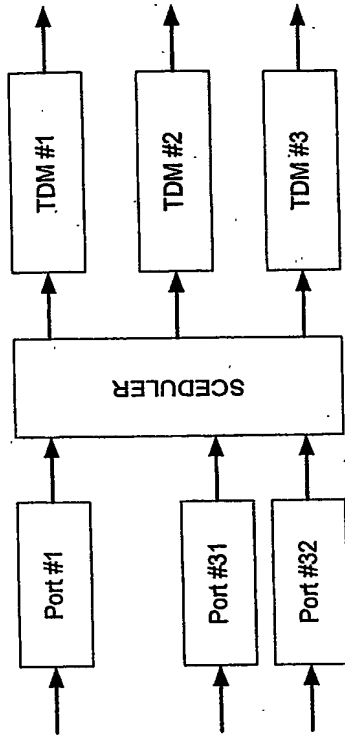 Port #1
Port #31
Port #32
SCEDULER
TDM #1
TDM #2
TDM #3